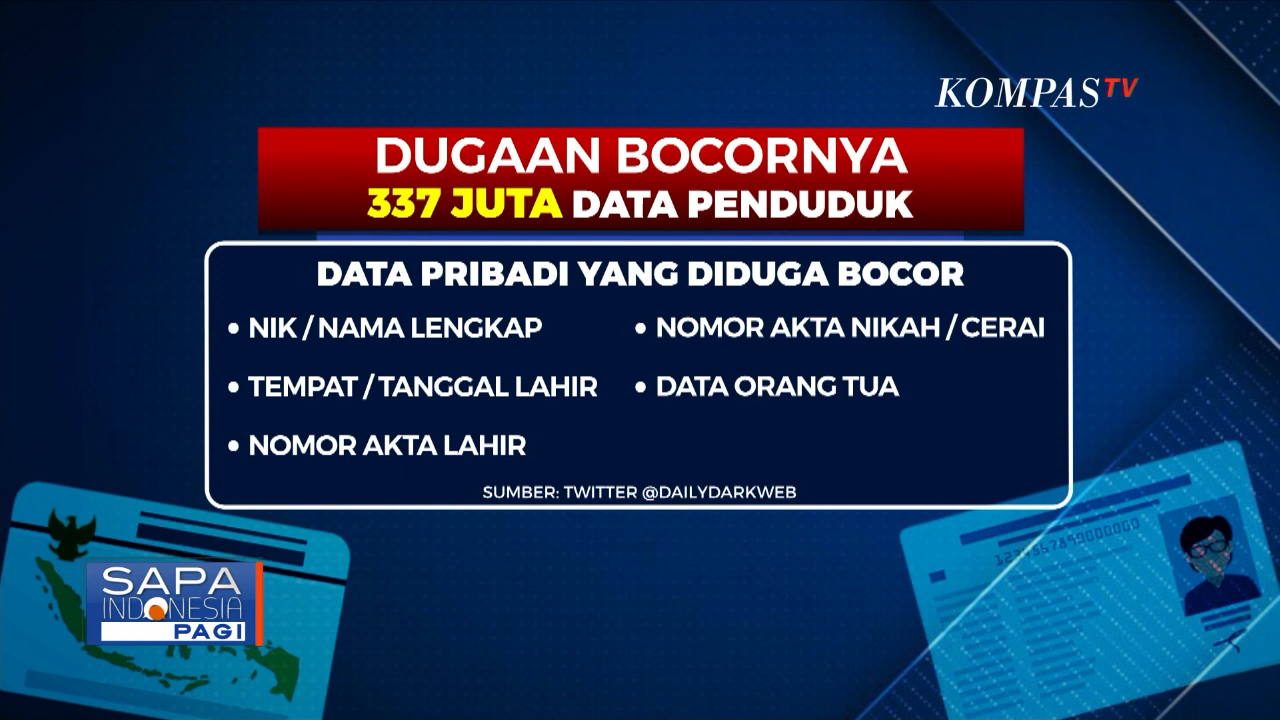 KOMPASTV
DUGAAN BOCORNYA
337 JUTA DATA PENDUDUK
DATA PRIBADI YANG DIDUGA BOCOR
• NIK / NAMA LENGKAP
• TEMPAT / TANGGAL LAHIR
• NOMOR AKTA LAHIR
• NOMOR AKTA NIKAH / CERAI
• DATA ORANG TUA
SUMBER: TWITTER @DAILYDARKWEB
SAPA
INDONESIA
PAGI